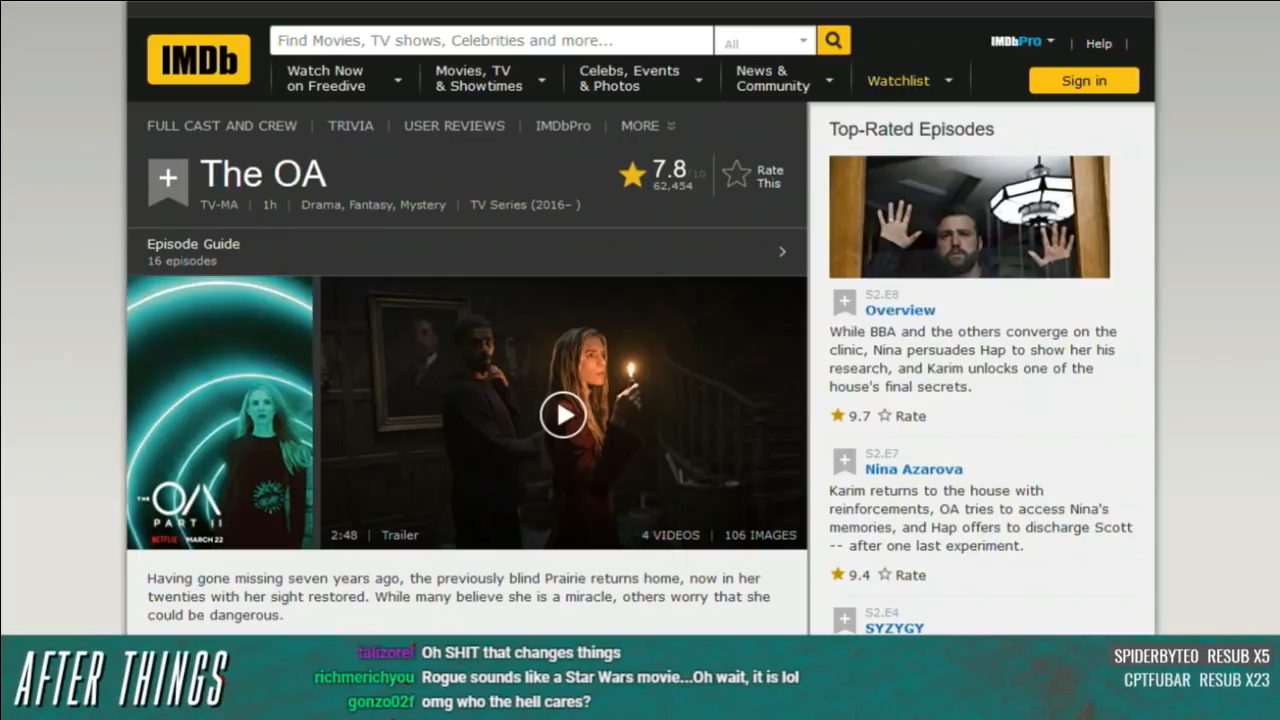 IMDb
Find Movies, TV shows, Celebrities and more...
All
IMDbPro
Help
Watch Now
on Freedive
Movies, TV
& Showtimes
Celebs, Events
& Photos
News &
Community
Watchlist
Sign in
FULL CAST AND CREW | TRIVIA | USER REVIEWS | IMDbPro | MORE
The OA
7.8/10
62,454
Rate
This
TV-MA | 1h | Drama, Fantasy, Mystery | TV Series (2016– )
Episode Guide
16 episodes
THE
OA
PART II
NETFLIX MARCH 22
2:48 | Trailer
4 VIDEOS | 106 IMAGES
Having gone missing seven years ago, the previously blind Prairie returns home, now in her
twenties with her sight restored. While many believe she is a miracle, others worry that she
could be dangerous.
Top-Rated Episodes
S2.E8
Overview
While BBA and the others converge on the
clinic, Nina persuades Hap to show her his
research, and Karim unlocks one of the
house's final secrets.
9.7 Rate
S2.E7
Nina Azarova
Karim returns to the house with
reinforcements, OA tries to access Nina's
memories, and Hap offers to discharge Scott
-- after one last experiment.
9.4 Rate
S2.E4
SYZYGY
AFTER THINGS
talizorel Oh SHIT that changes things
richmerichyou Rogue sounds like a Star Wars movie...Oh wait, it is lol
gonzo02f omg who the hell cares?
SPIDERBYTE0 RESUB X5
CPTFUBAR RESUB X23